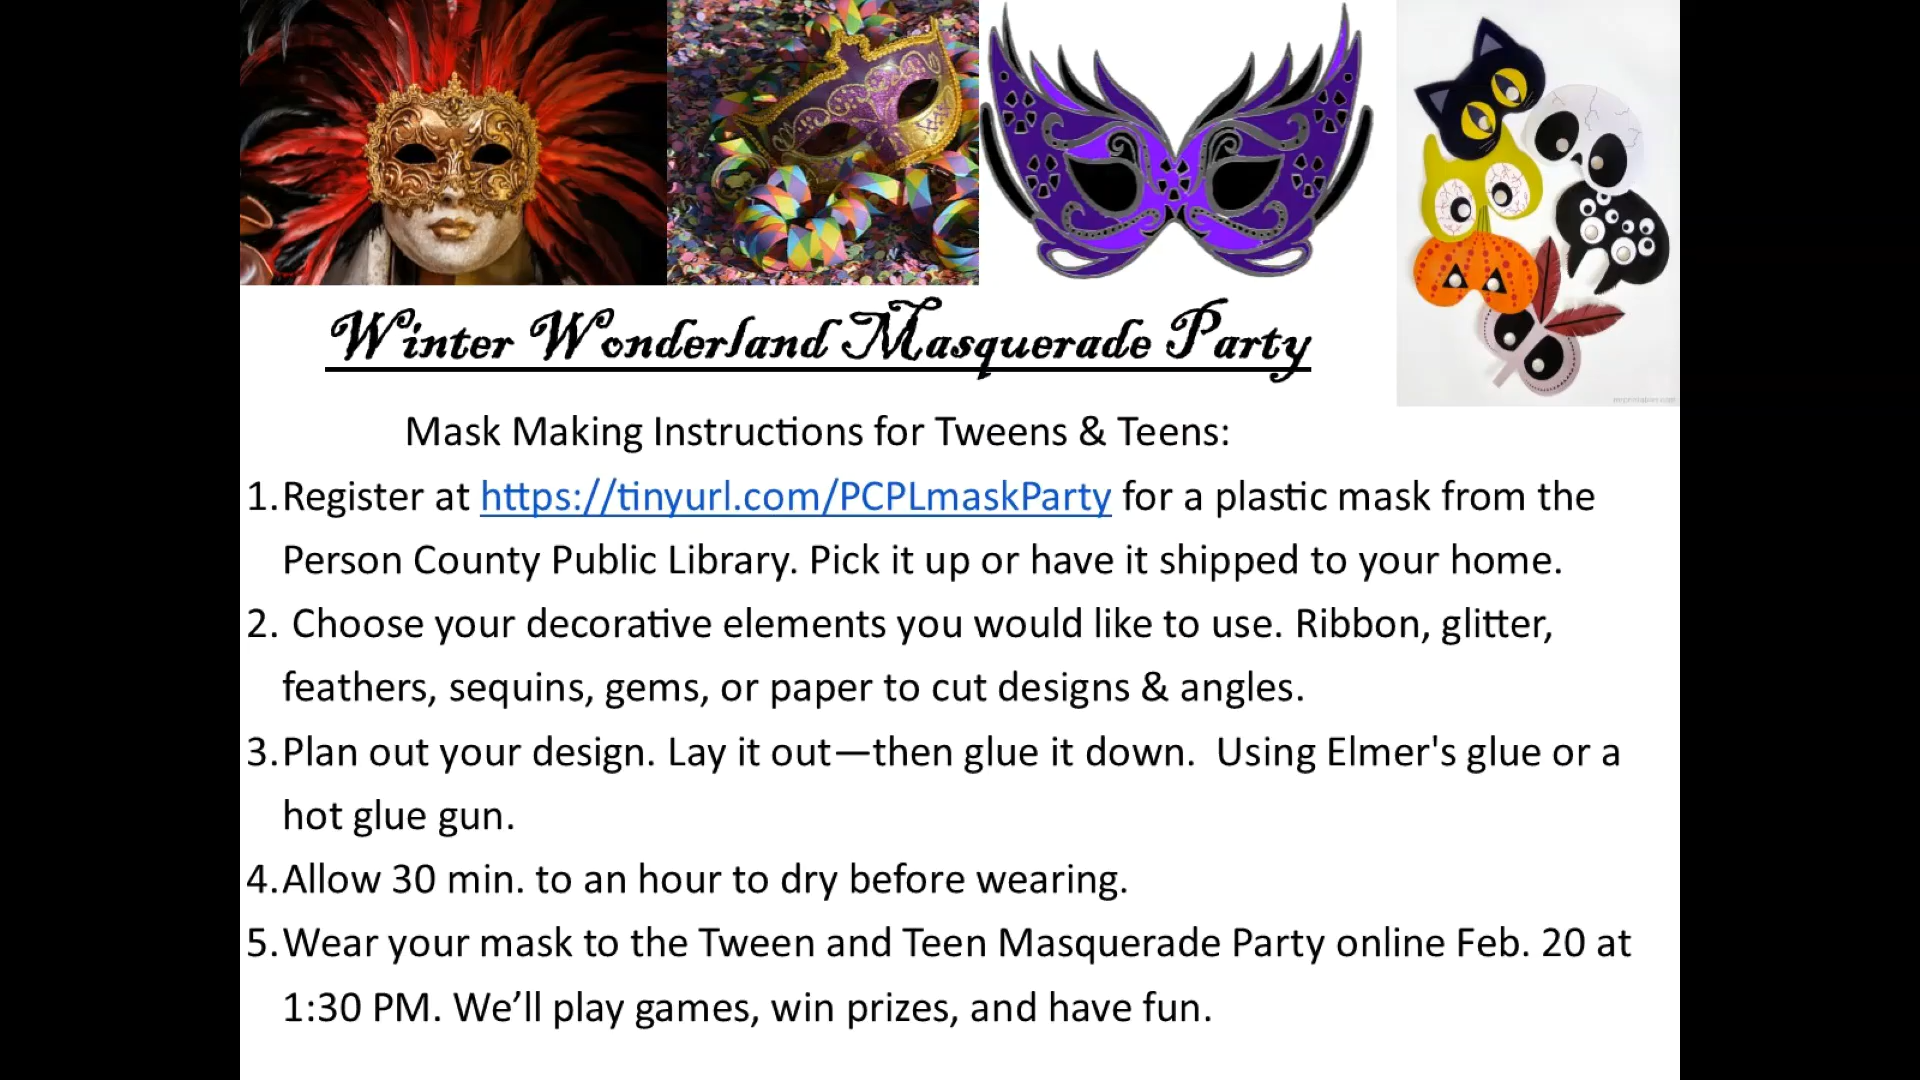 Winter Wonderland Masquerade Party
Mask Making Instructions for Tweens & Teens:
1. Register at https://tinyurl.com/PCPLmaskParty for a plastic mask from the
Person County Public Library. Pick it up or have it shipped to your home.
2. Choose your decorative elements you would like to use. Ribbon, glitter,
feathers, sequins, gems, or paper to cut designs & angles.
3. Plan out your design. Lay it out—then glue it down. Using Elmer's glue or a
hot glue gun.
4. Allow 30 min. to an hour to dry before wearing.
5. Wear your mask to the Tween and Teen Masquerade Party online Feb. 20 at
1:30 PM. We’ll play games, win prizes, and have fun.